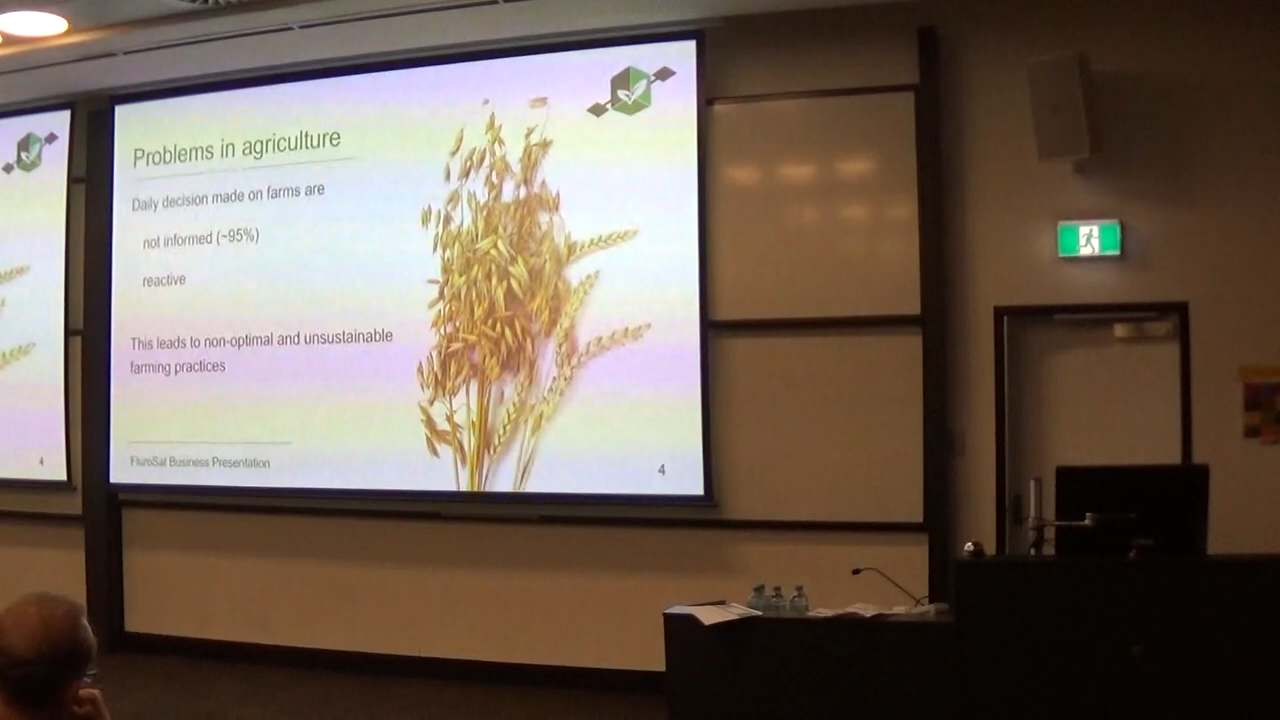 Problems in agriculture
Daily decision made on farms are
not informed (~95%)
reactive
This leads to non-optimal and unsustainable
farming practices
FluroSat Business Presentation
4
4